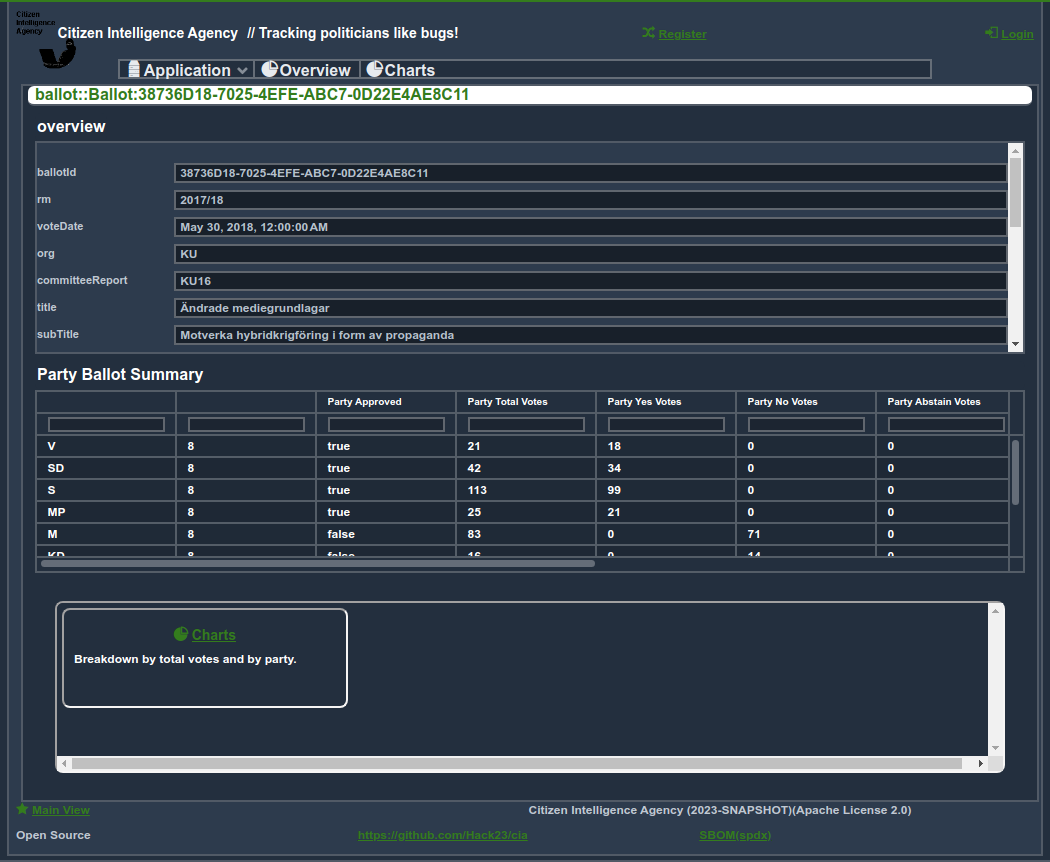 Citizen
Intelligence
Agency
Citizen Intelligence Agency // Tracking politicians like bugs!
Register
Login
Application
Overview
Charts
ballot::Ballot:38736D18-7025-4EFE-ABC7-0D22E4AE8C11
overview
ballotId 38736D18-7025-4EFE-ABC7-0D22E4AE8C11
rm 2017/18
voteDate May 30, 2018, 12:00:00 AM
org KU
committeeReport KU16
title Ändrade mediegrundlagar
subTitle Motverka hybridkrigföring i form av propaganda
Party Ballot Summary
Party Approved Party Total Votes Party Yes Votes Party No Votes Party Abstain Votes
V 8 true 21 18 0 0
SD 8 true 42 34 0 0
S 8 true 113 99 0 0
MP 8 true 25 21 0 0
M 8 false 83 0 71 0
KD 8 false 16 0 14 0
Charts
Breakdown by total votes and by party.
Main View
Citizen Intelligence Agency (2023-SNAPSHOT)(Apache License 2.0)
Open Source
https://github.com/Hack23/cia
SBOM(spdx)